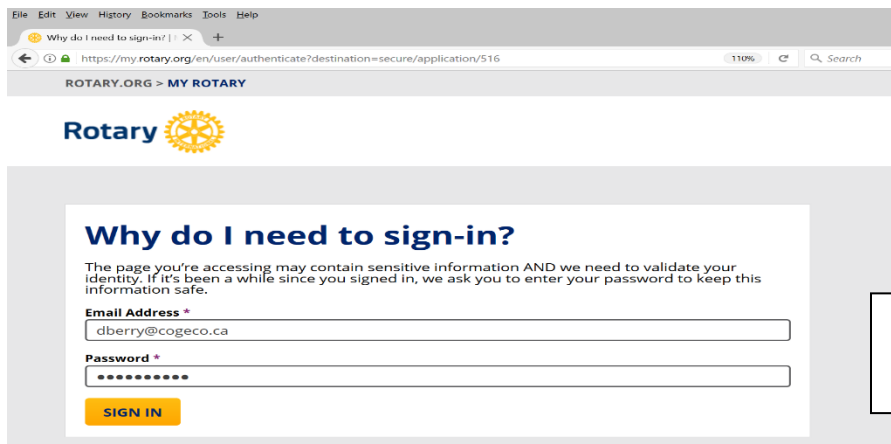 File Edit View History Bookmarks Tools Help
Why do I need to sign-in? |
https://my.rotary.org/en/user/authenticate?destination=secure/application/516 110% Search
ROTARY.ORG > MY ROTARY
Rotary
Why do I need to sign-in?
The page you're accessing may contain sensitive information AND we need to validate your
identity. If it's been a while since you signed in, we ask you to enter your password to keep this
information safe.
Email Address *
dberry@cogeco.ca
Password *
••••••••••
SIGN IN